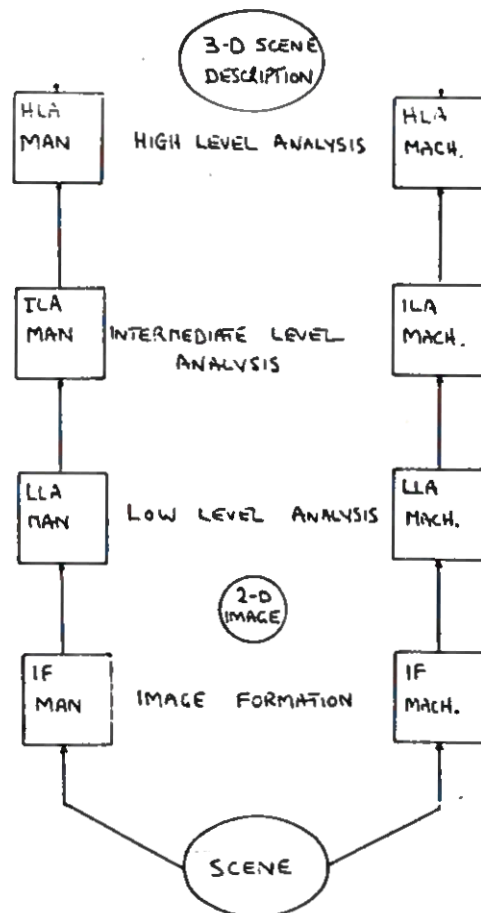 3-D SCENE
DESCRIPTION
HLA
MAN
HIGH LEVEL ANALYSIS
HLA
MACH.
ILA
MAN
INTERMEDIATE LEVEL
ANALYSIS
ILA
MACH.
LLA
MAN
LOW LEVEL ANALYSIS
LLA
MACH.
2-D
IMAGE
IF
MAN
IMAGE FORMATION
IF
MACH.
SCENE